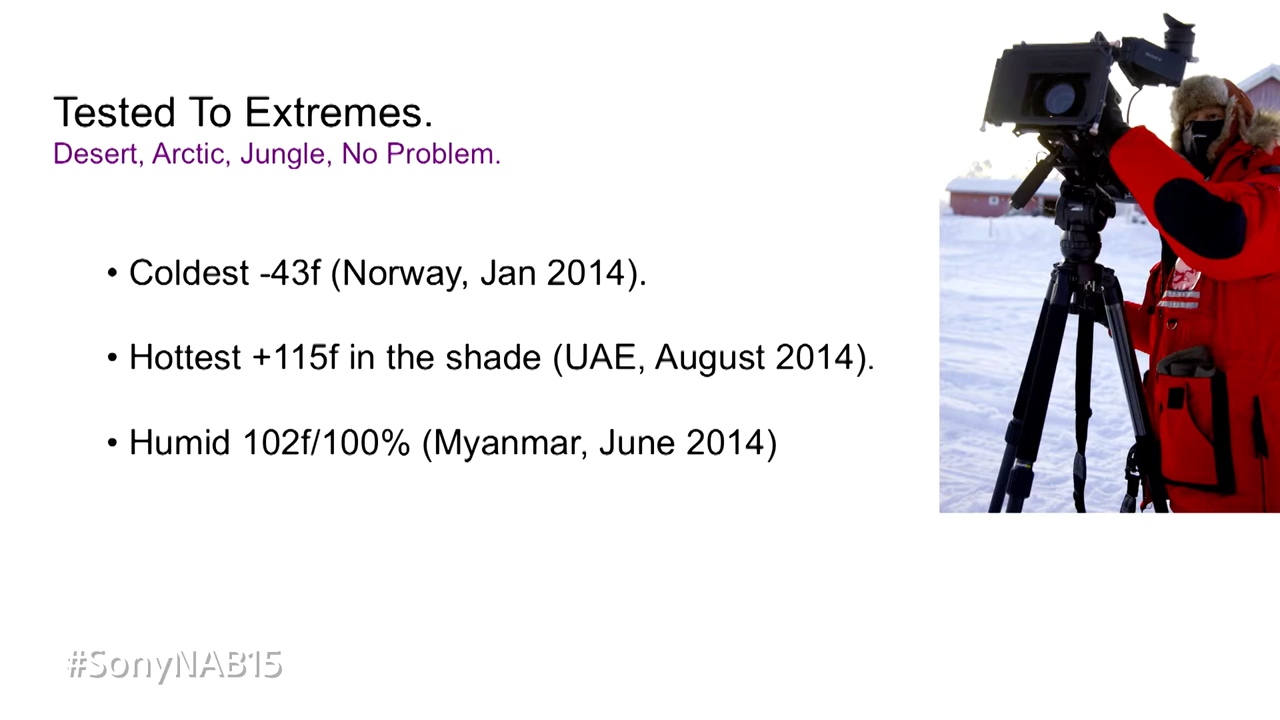 Tested To Extremes.
Desert, Arctic, Jungle, No Problem.
• Coldest -43f (Norway, Jan 2014).
• Hottest +115f in the shade (UAE, August 2014).
• Humid 102f/100% (Myanmar, June 2014)
#SonyNAB15